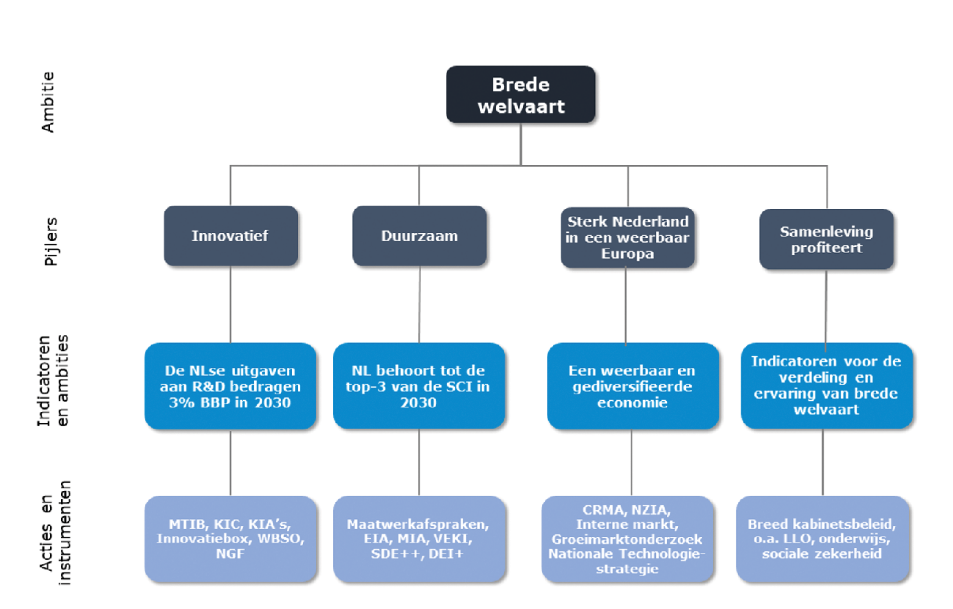 Ambitie
Brede
welvaart
Pijlers
Innovatief
Duurzaam
Sterk Nederland
in een weerbaar
Europa
Samenleving
profiteert
Indicatoren
en ambities
De NLse uitgaven
aan R&D bedragen
3% BBP in 2030
NL behoort tot de
top-3 van de SCI in
2030
Een weerbaar en
gediversifieerde
economie
Indicatoren voor de
verdeling en
ervaring van brede
welvaart
Acties en
instrumenten
MTIB, KIC, KIA's,
Innovatiebox, WBSO,
NGF
Maatwerkafspraken,
EIA, MIA, VEKI,
SDE++, DEI+
CRMA, NZIA,
Interne markt,
Groeimarktonderzoek
Nationale Technologie-
strategie
Breed kabinetsbeleid,
o.a. LLO, onderwijs,
sociale zekerheid